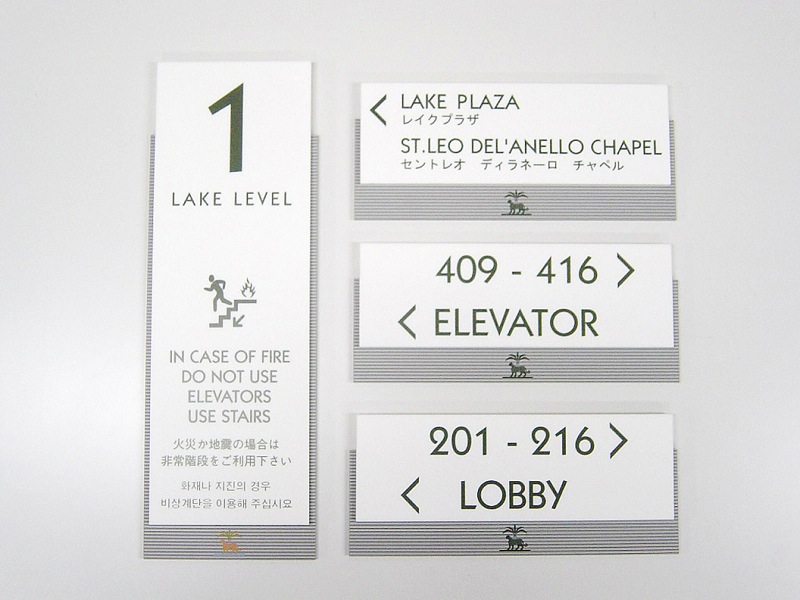 1
LAKE LEVEL
IN CASE OF FIRE
DO NOT USE
ELEVATORS
USE STAIRS
火災か地震の場合は
非常階段をご利用下さい
화재나 지진의 경우
비상계단을 이용해 주십시요
< LAKE PLAZA
レイクプラザ
ST.LEO DEL'ANELLO CHAPEL
セントレオ ディラネーロ チャペル
409 - 416 >
< ELEVATOR
201 - 216 >
< LOBBY